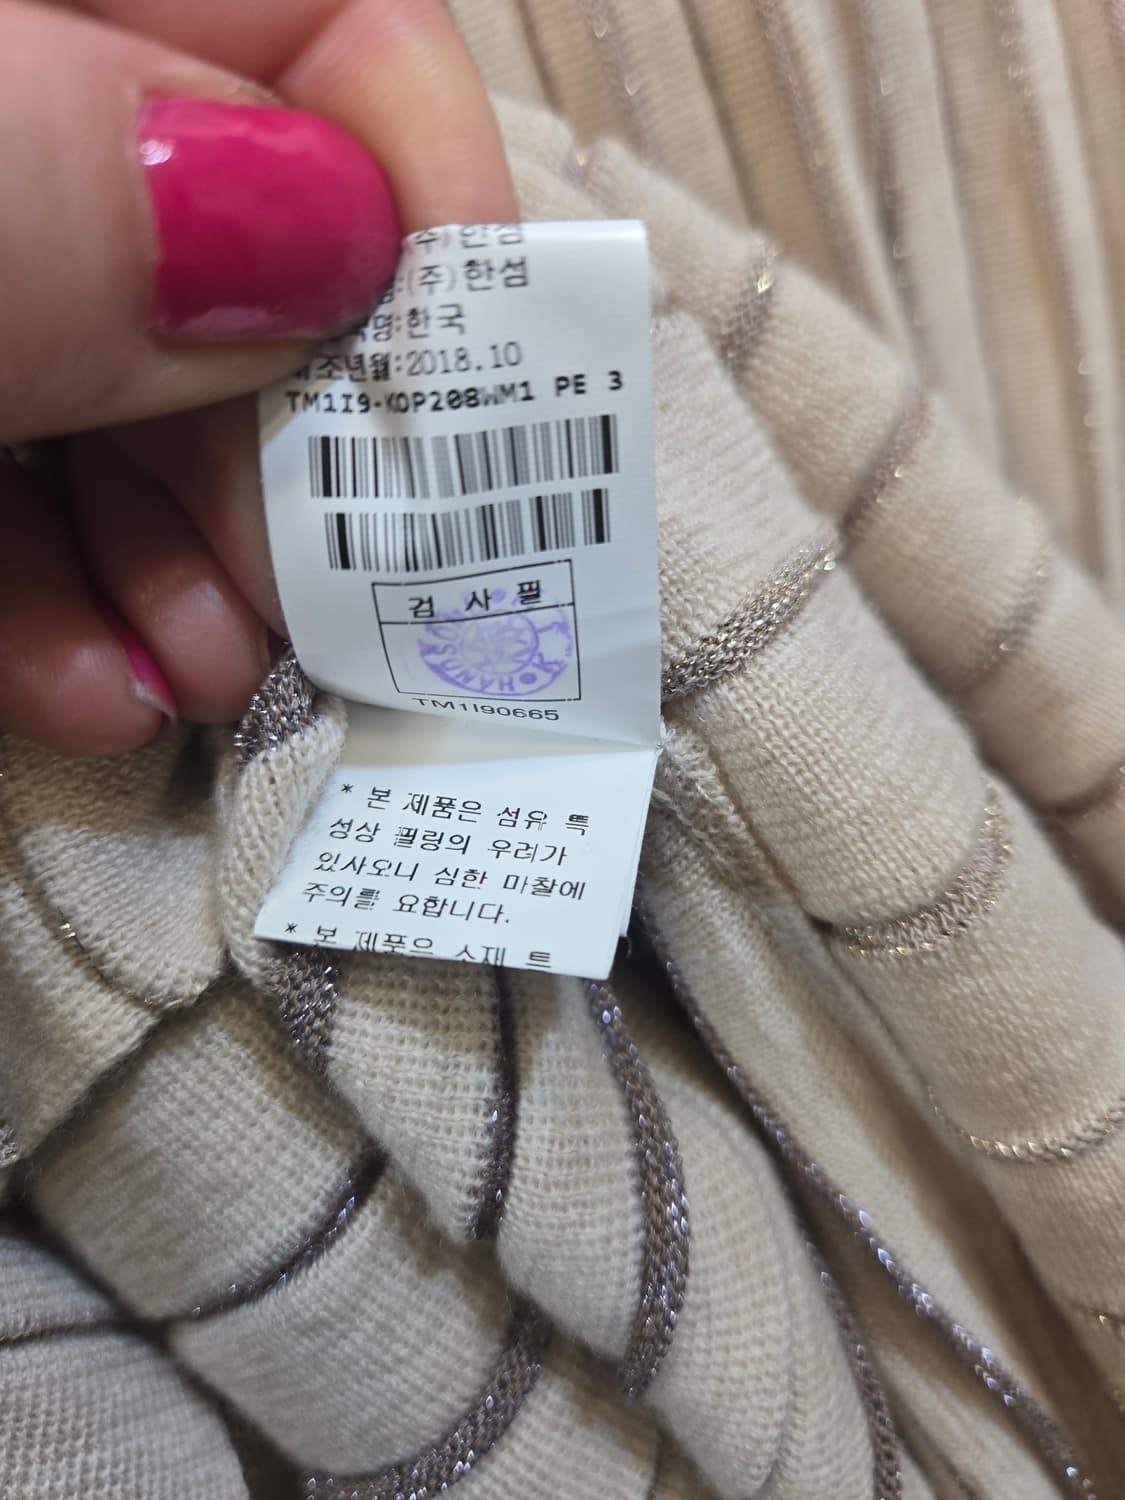 (주)한섬
:(주)한섬
명:한국
제조년월:2018.10
TM1I9-KOP208WM1 PE 3
검 사 필
HANDSOME
TM1I90665
* 본 제품은 섬유 특
성상 필링의 우려가
있사오니 심한 마찰에
주의를 요합니다.
* 본 제품은 소재 특